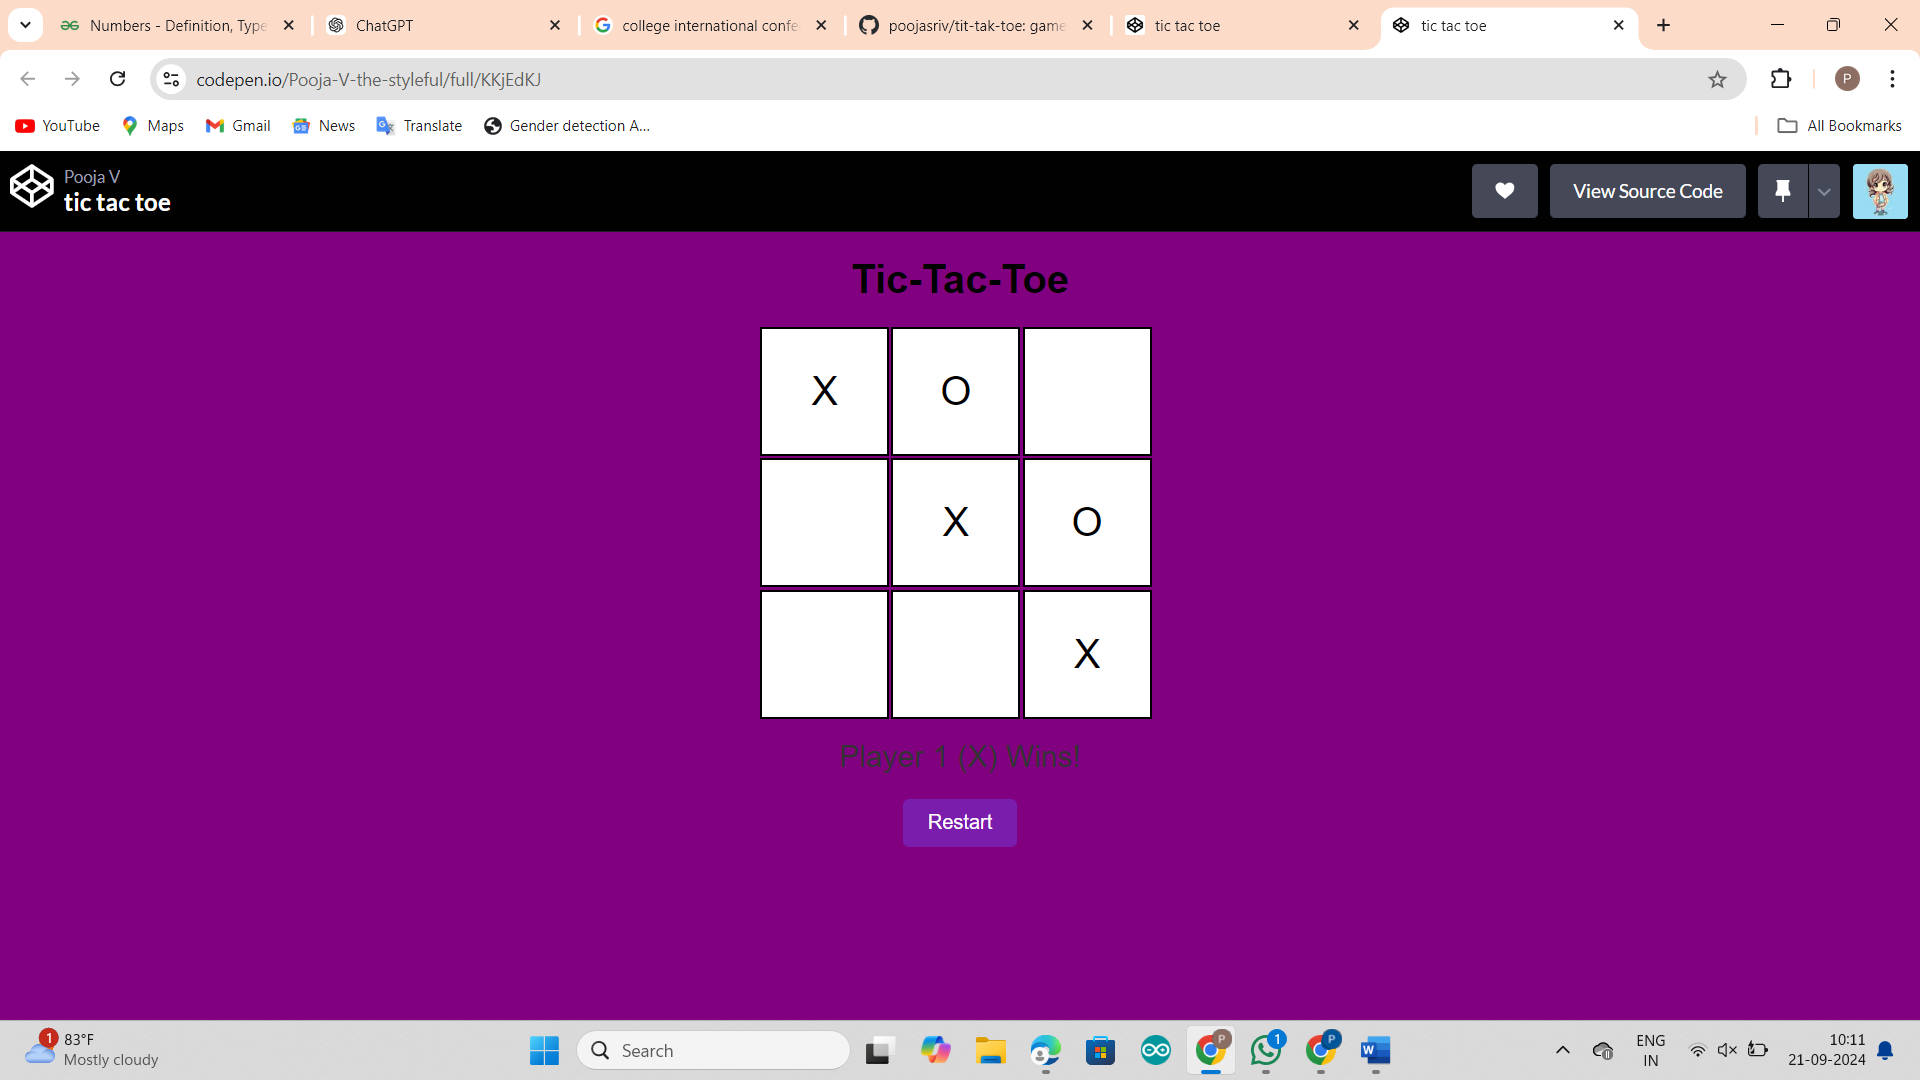 Numbers - Definition, Type
ChatGPT
college international confe
poojasriv/tit-tak-toe: game
tic tac toe
tic tac toe
codepen.io/Pooja-V-the-styleful/full/KKjEdKJ
P
YouTube
Maps
Gmail
News
Translate
Gender detection A...
All Bookmarks
Pooja V
tic tac toe
View Source Code
Tic-Tac-Toe
X O
X O
X
Player 1 (X) Wins!
Restart
1
83°F
Mostly cloudy
Search
P
1
P
W
ENG
IN
10:11
21-09-2024